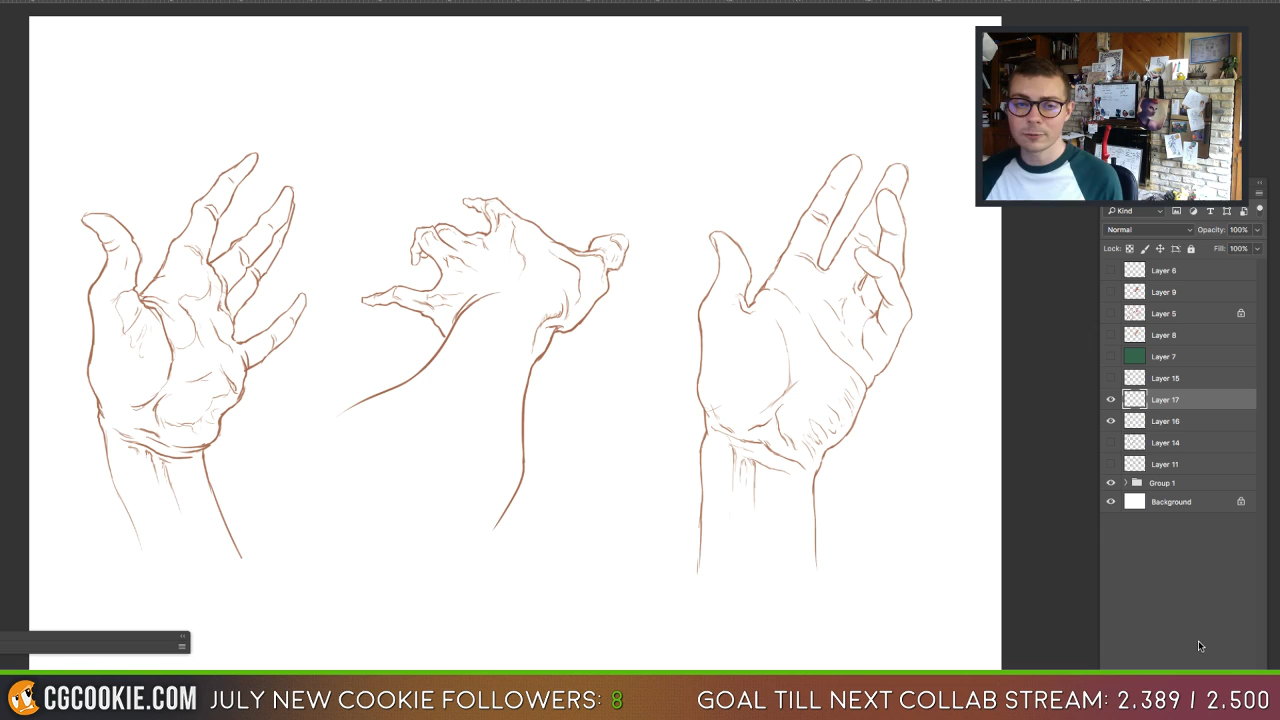 Kind
Normal
Opacity: 100%
Lock:
Fill: 100%
Layer 6
Layer 9
Layer 5
Layer 8
Layer 7
Layer 15
Layer 17
Layer 16
Layer 14
Layer 11
Group 1
Background
CGCOOKIE.COM JULY NEW COOKIE FOLLOWERS: 8 GOAL TILL NEXT COLLAB STREAM: 2.389 / 2.500